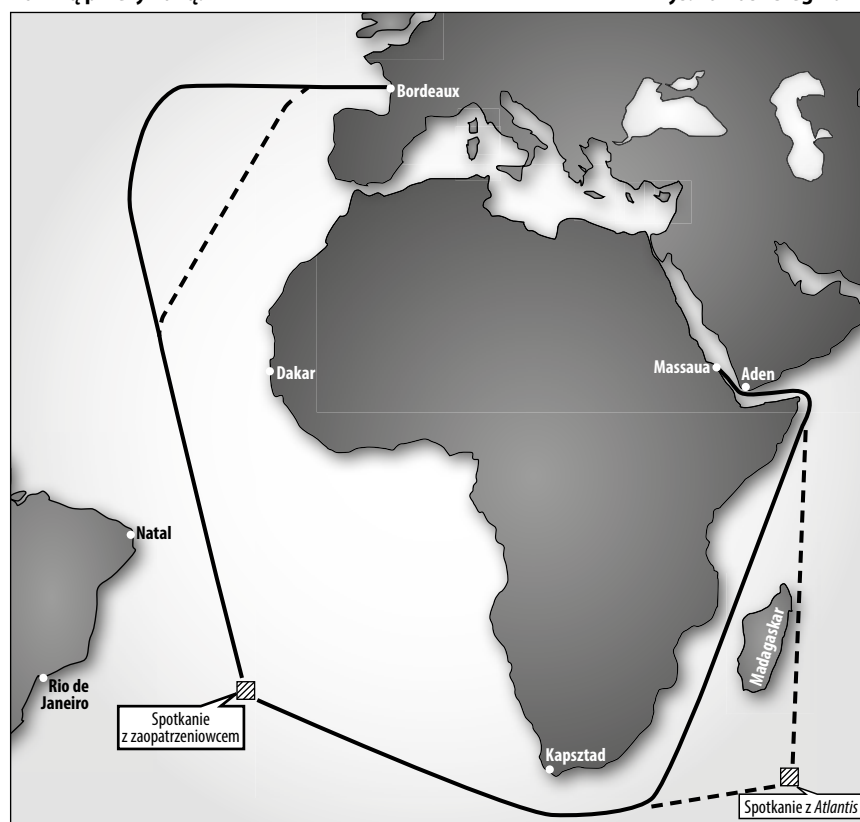 Bordeaux
Dakar
Massaua
Aden
Natal
Madagaskar
Rio de
Janeiro
Spotkanie
z zaopatrzeniowcem
Kapsztad
Spotkanie z Atlantis